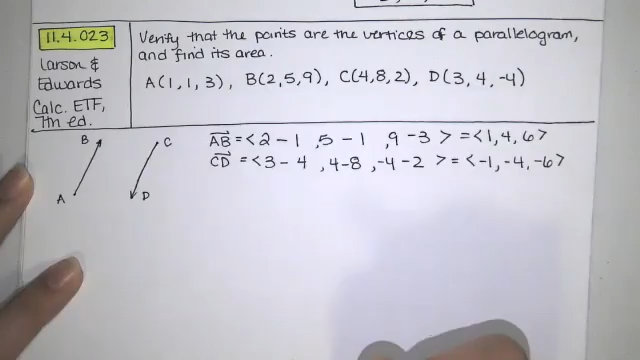 11.4.023
Larson &
Edwards
Calc. ETF,
7th ed.
Verify that the points are the vertices of a parallelogram,
and find its area.
A(1,1,3), B(2,5,9), C(4,8,2), D(3,4,-4)
B
C
A
D
AB = <2-1, 5-1, 9-3> = <1,4,6>
CD = <3-4, 4-8, -4-2> = <-1,-4,-6>